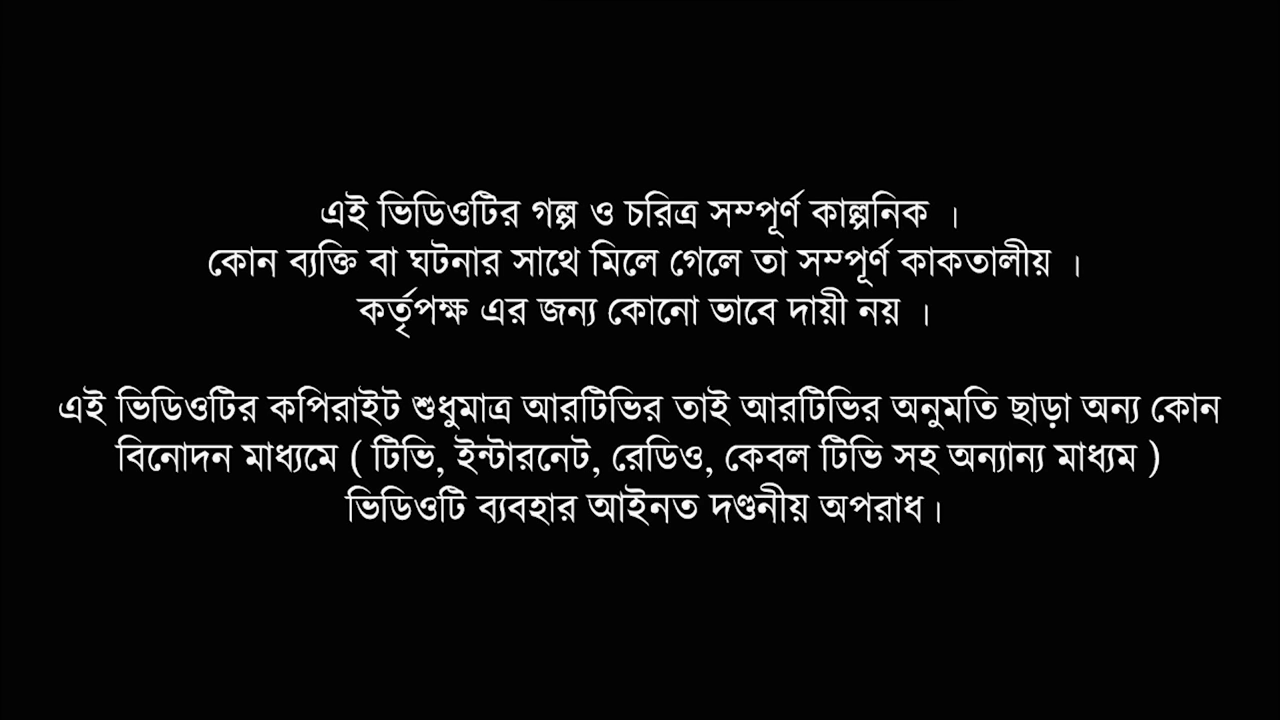 এই ভিডিওটির গল্প ও চরিত্র সম্পূর্ণ কাল্পনিক ।
কোন ব্যক্তি বা ঘটনার সাথে মিলে গেলে তা সম্পূর্ণ কাকতালীয় ।
কর্তৃপক্ষ এর জন্য কোনো ভাবে দায়ী নয় ।
এই ভিডিওটির কপিরাইট শুধুমাত্র আরটিভির তাই আরটিভির অনুমতি ছাড়া অন্য কোন
বিনোদন মাধ্যমে ( টিভি, ইন্টারনেট, রেডিও, কেবল টিভি সহ অন্যান্য মাধ্যম )
ভিডিওটি ব্যবহার আইনত দণ্ডনীয় অপরাধ।